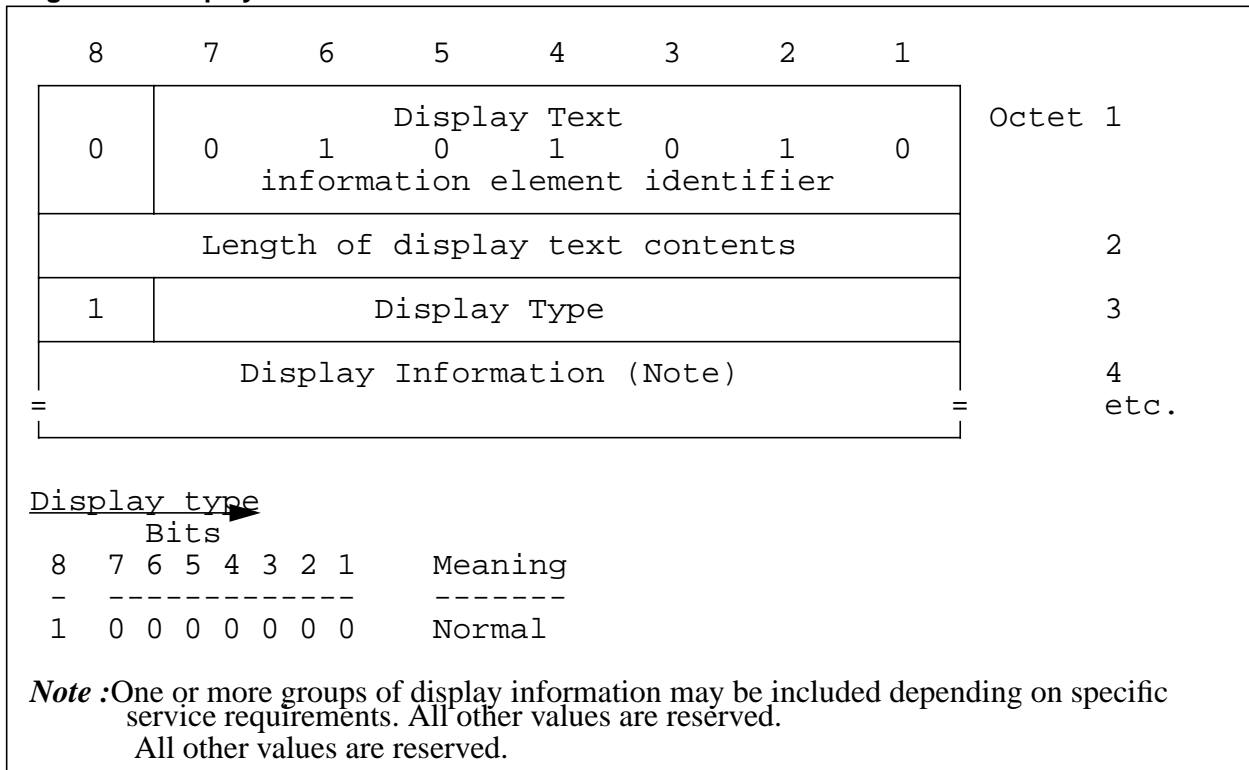 8 7 6 5 4 3 2 1
Display Text Octet 1
0 0 1 0 1 0 1 0
information element identifier
Length of display text contents 2
1 Display Type 3
Display Information (Note) 4
= = etc.
Display type
Bits
8 7 6 5 4 3 2 1 Meaning
- ------------- -------
1 0 0 0 0 0 0 0 Normal
Note :One or more groups of display information may be included depending on specific
service requirements. All other values are reserved.
All other values are reserved.